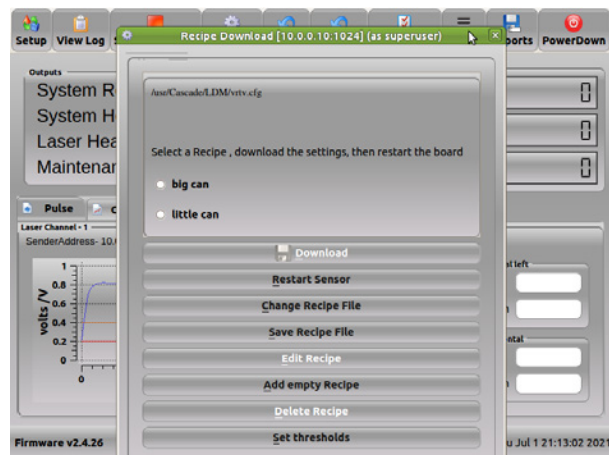 Recipe Download [10.0.0.10:1024] (as superuser)
Setup View Log ports PowerDown
Outputs
System R
System H
Laser Hea
Maintenan
0
0
0
/usr/Cascade/LDM/vrtv.cfg
Select a Recipe , download the settings, then restart the board
big can
little can
Download
Restart Sensor
Change Recipe File
Save Recipe File
Edit Recipe
Add empty Recipe
Delete Recipe
Set thresholds
Pulse
Laser Channel - 1
SenderAddress- 10.
volts /V
1
0.8
0.6
0.4
0.2
0
0
al left
ntal
Firmware v2.4.26
u Jul 1 21:13:02 2021